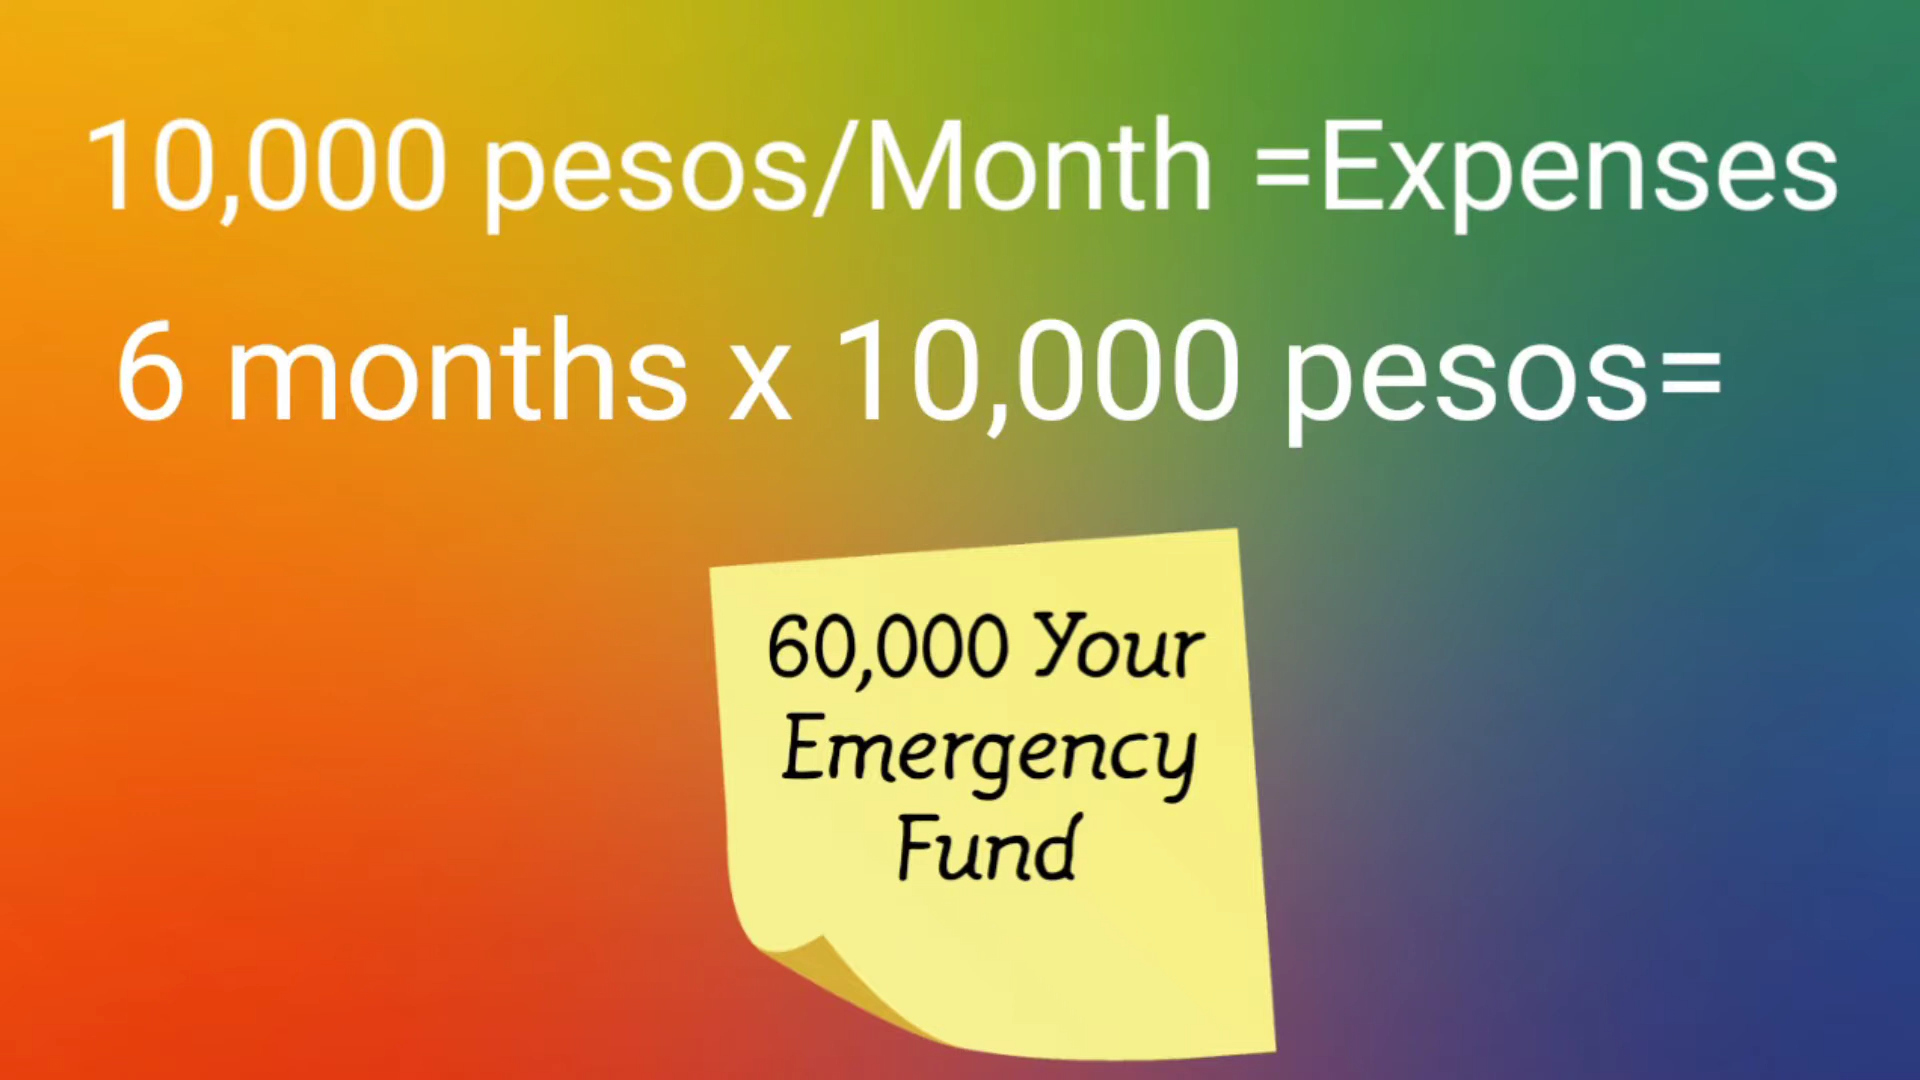 10,000 pesos/Month =Expenses
6 months x 10,000 pesos=
60,000 Your
Emergency
Fund